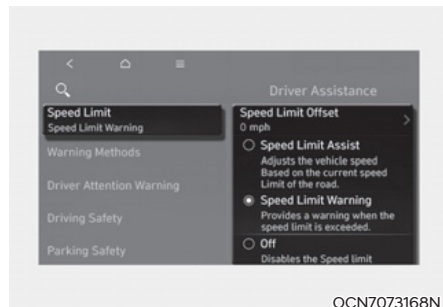 Driver Assistance
Speed Limit
Speed Limit Warning
Warning Methods
Driver Attention Warning
Driving Safety
Parking Safety
Speed Limit Offset
0 mph
Speed Limit Assist
Adjusts the vehicle speed
Based on the current speed
Limit of the road.
Speed Limit Warning
Provides a warning when the
speed limit is exceeded.
Off
Disables the Speed limit
OCN7073168N